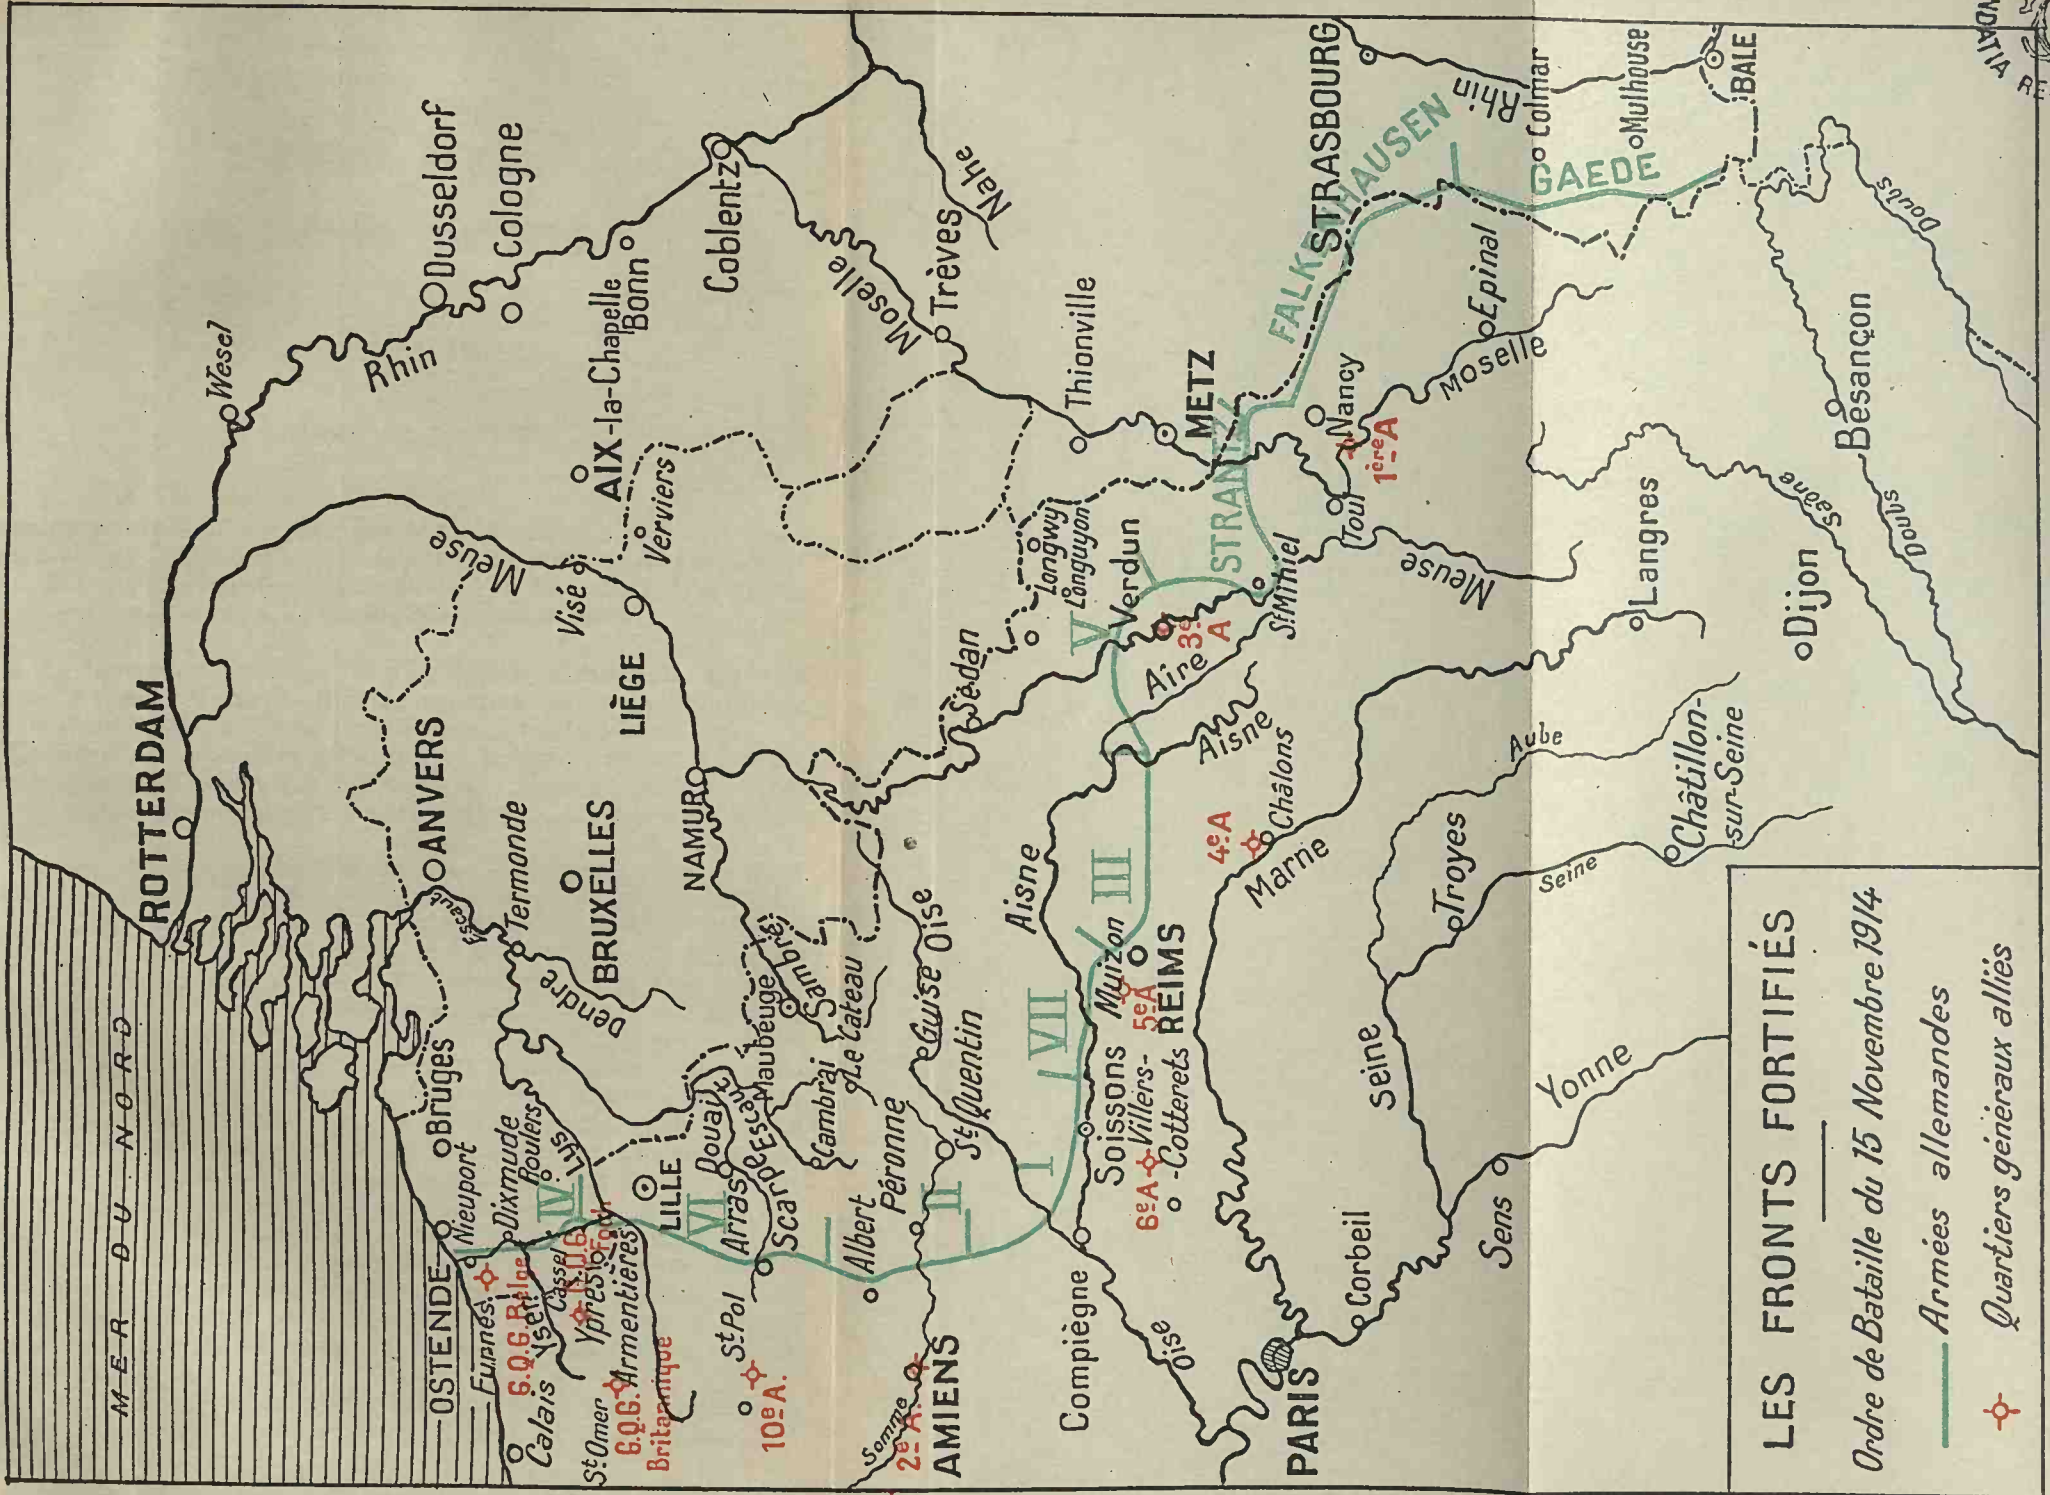 MER DU NORD
ROTTERDAM
Wesel
Rhin
Dusseldorf
Cologne
AIX-la-Chapelle
Bonn
Coblentz
Moselle
Nahe
Trèves
Meuse
Visé
Verviers
LIÈGE
ANVERS
Escaut
Termonde
Dendre
BRUXELLES
NAMUR
Sambre
Maubeuge
Bruges
OSTENDE
Nieuport
Dixmude
Roulers
Furnes
G.Q.G. Belge
Yser
Calais
Cassel
Ypres
N.O.G.
Foch
Lys
IV
Armentières
St Omer
G.Q.G.
Britannique
LILLE
VI
Douai
Escaut
Scarpe
Arras
Cambrai
Le Cateau
St Pol
10e A.
Albert
Péronne
II
St Quentin
Guise
Oise
Somme
2e A.
AMIENS
Compiègne
Oise
I
Soissons
VII
6e A
Villers-
-Cotterets
Muizon
5e A
REIMS
III
Aisne
Aisne
Aire
Sedan
Longwy
Longuyon
V
Verdun
3e
A
St Mihiel
STRANTZ
Thionville
METZ
Toul
Nancy
1ère A
Meuse
Moselle
Epinal
FALKENHAUSEN
STRASBOURG
Rhin
Colmar
GAEDE
Mulhouse
BALE
Doubs
Besançon
Doubs
Saône
Langres
Dijon
4e A
Châlons
Marne
Aube
Troyes
Seine
Châtillon-
-sur-Seine
Seine
Yonne
Sens
Corbeil
PARIS
LES FRONTS FORTIFIÉS
Ordre de Bataille du 15 Novembre 1914
Armées allemandes
Quartiers généraux alliés